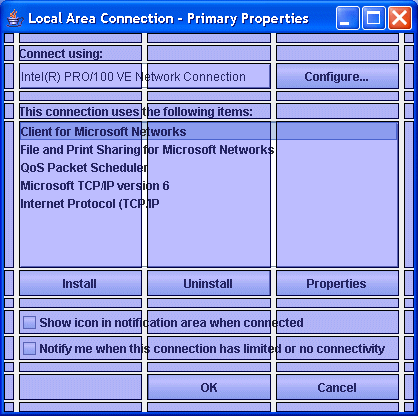 Local Area Connection - Primary Properties
Connect using:
Intel(R) PRO/100 VE Network Connection
Configure...
This connection uses the following items:
Client for Microsoft Networks
File and Print Sharing for Microsoft Networks
QoS Packet Scheduler
Microsoft TCP/IP version 6
Internet Protocol (TCP/IP
Install
Uninstall
Properties
Show icon in notification area when connected
Notify me when this connection has limited or no connectivity
OK
Cancel